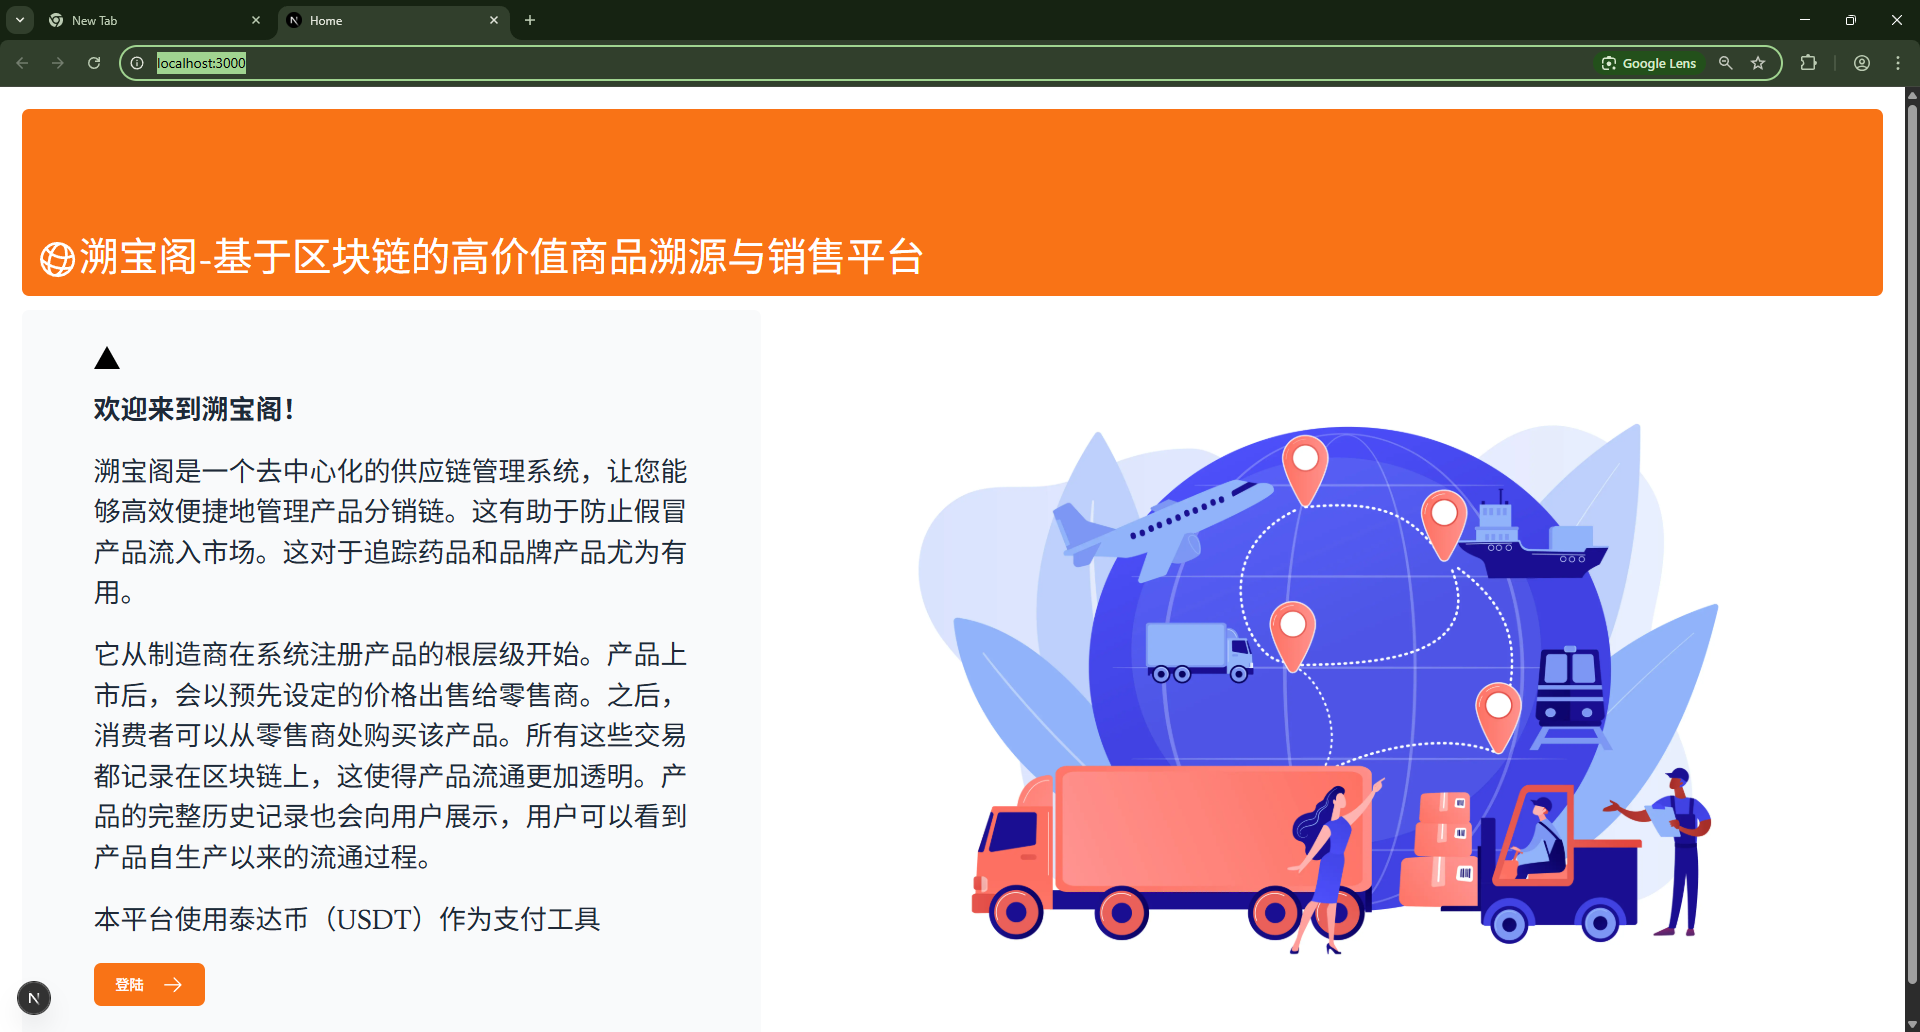 New Tab
Home
localhost:3000
Google Lens
溯宝阁-基于区块链的高价值商品溯源与销售平台
欢迎来到溯宝阁！
溯宝阁是一个去中心化的供应链管理系统，让您能
够高效便捷地管理产品分销链。这有助于防止假冒
产品流入市场。这对于追踪药品和品牌产品尤为有
用。
它从制造商在系统注册产品的根层级开始。产品上
市后，会以预先设定的价格出售给零售商。之后，
消费者可以从零售商处购买该产品。所有这些交易
都记录在区块链上，这使得产品流通更加透明。产
品的完整历史记录也会向用户展示，用户可以看到
产品自生产以来的流通过程。
本平台使用泰达币（USDT）作为支付工具
登陆
N